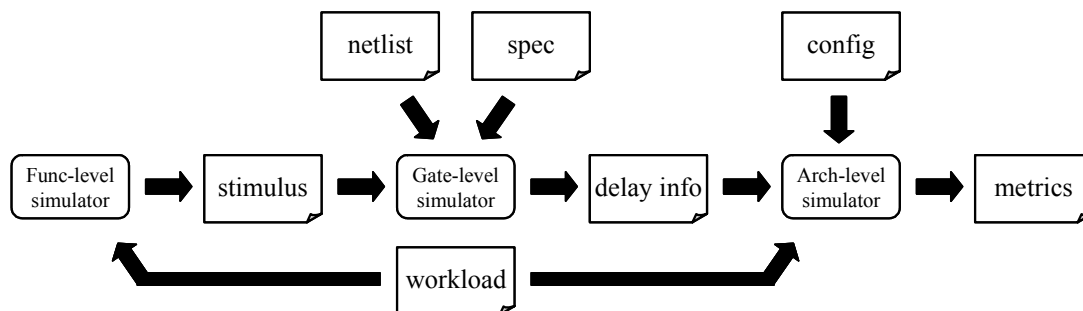 netlist
spec
config
Func-level
simulator
stimulus
Gate-level
simulator
delay info
Arch-level
simulator
metrics
workload